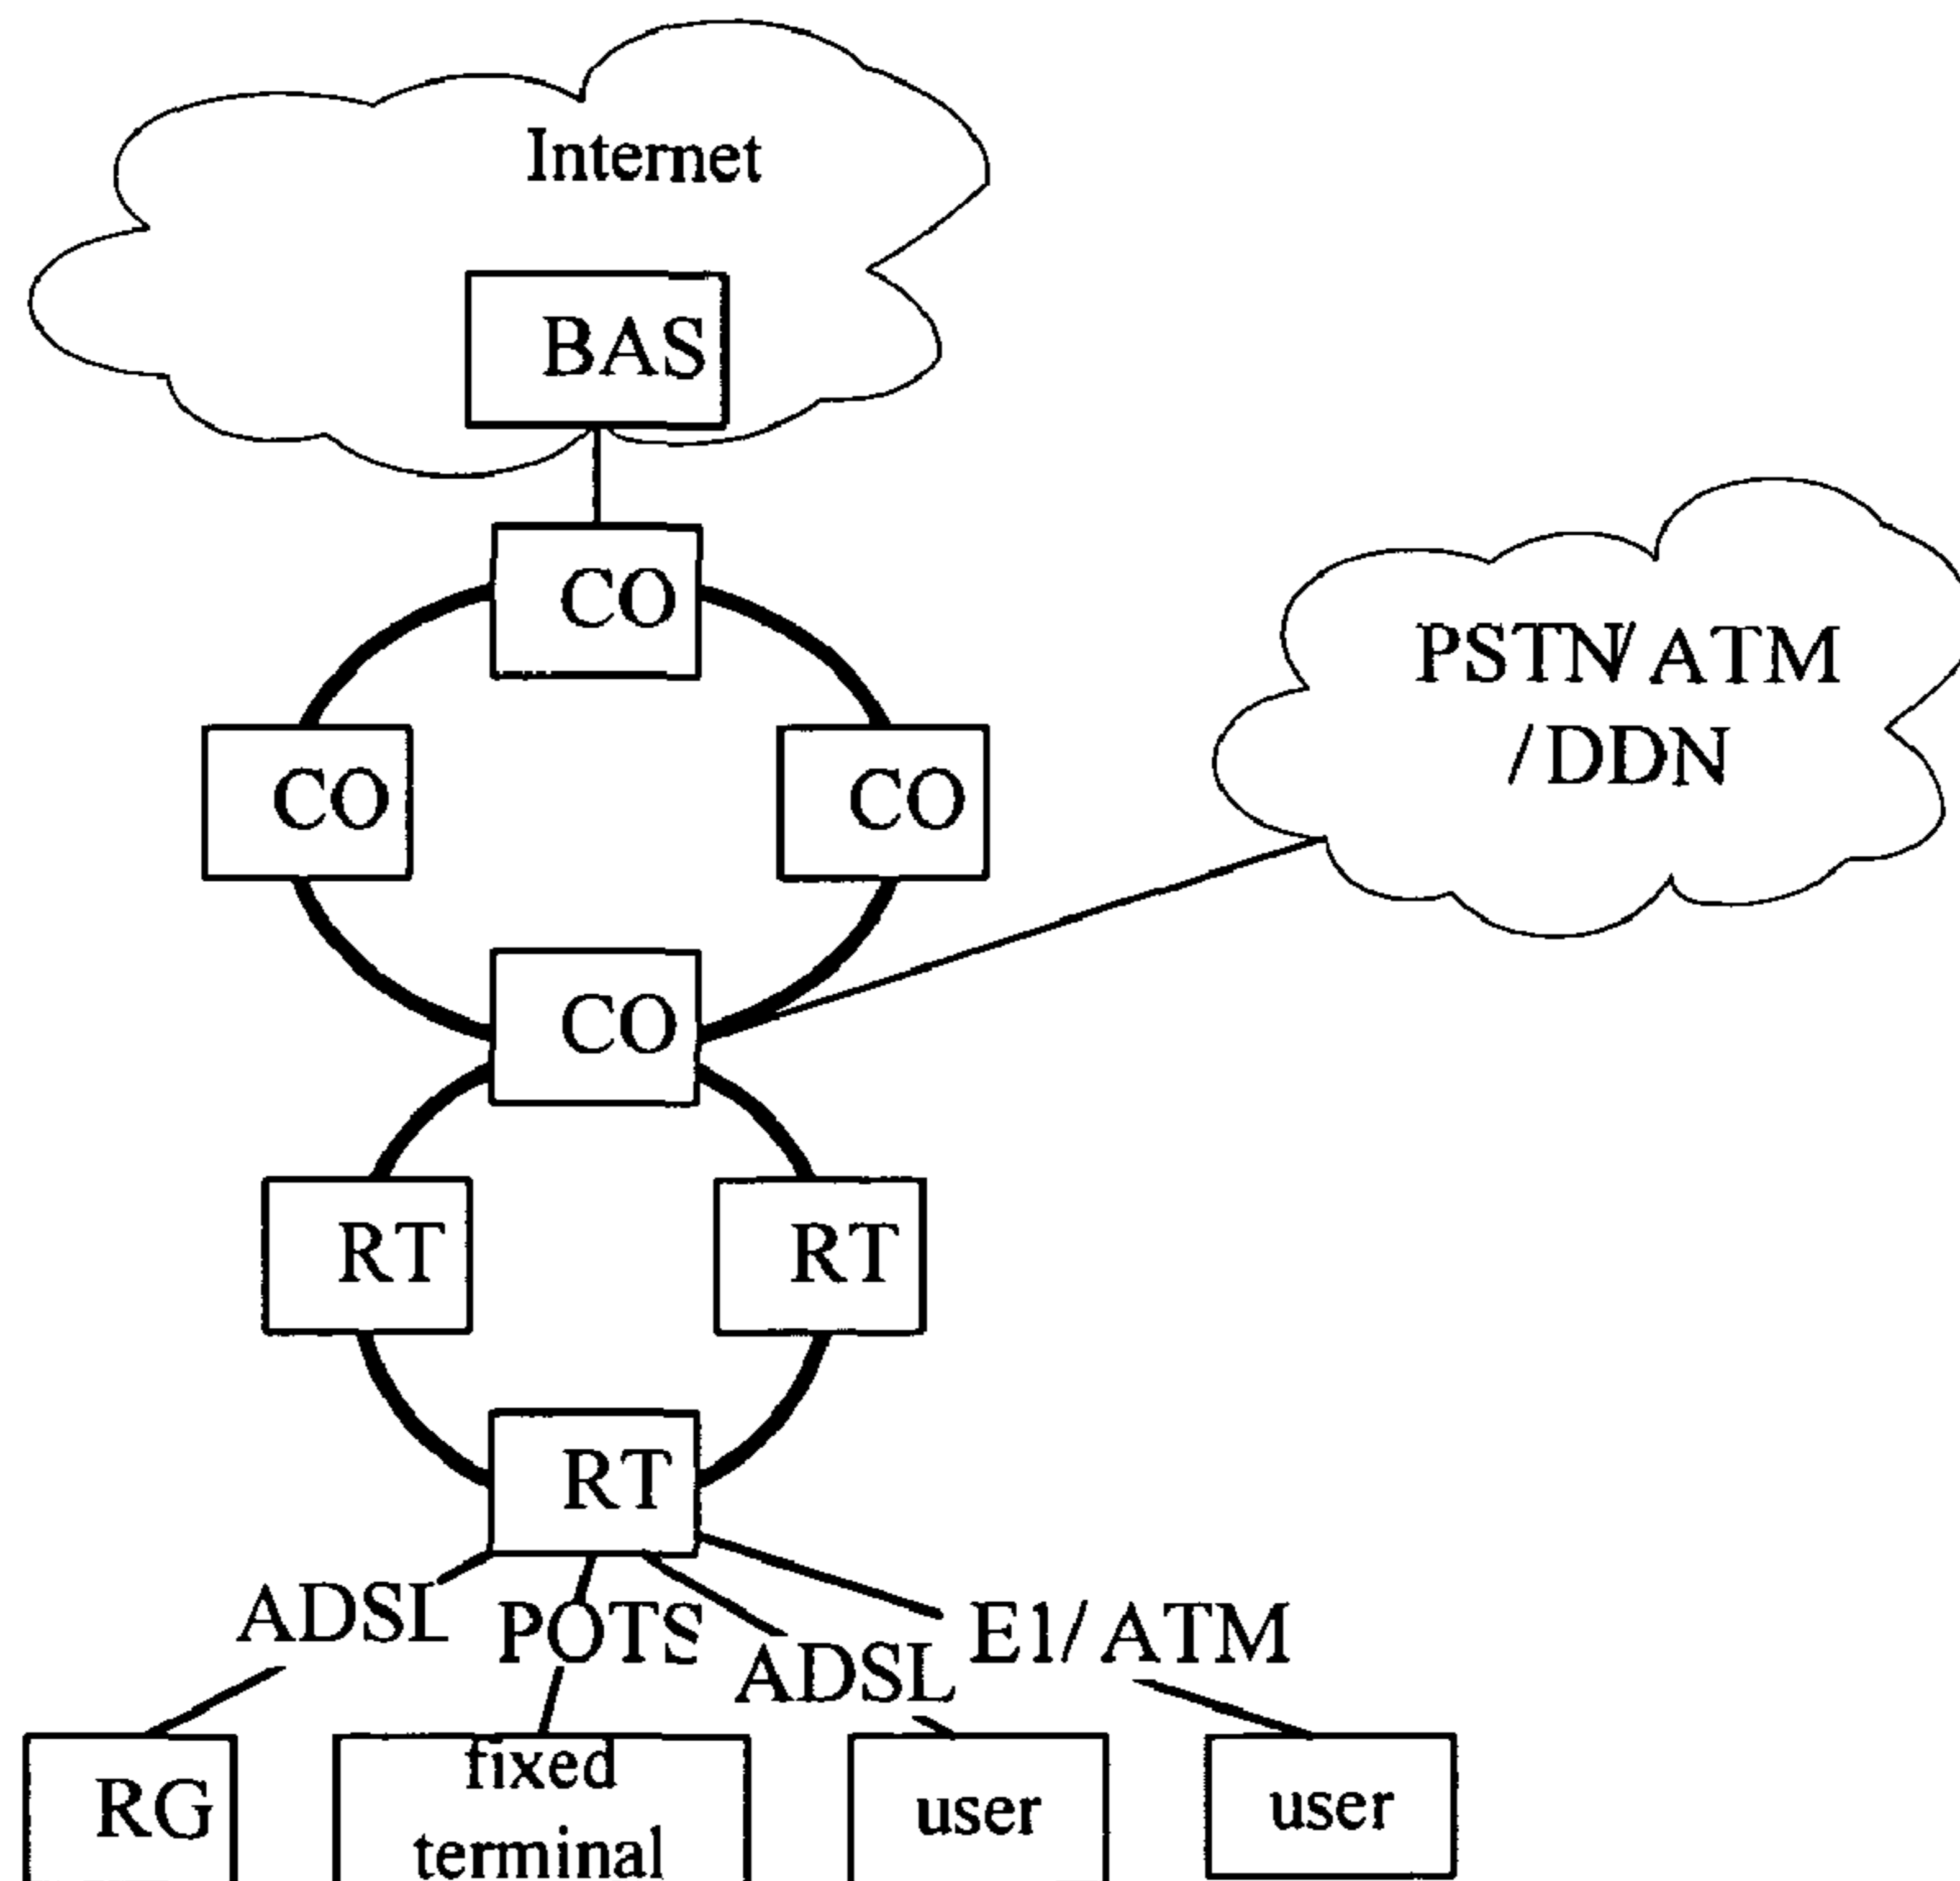 Internet
BAS
CO
CO
CO
PSTN/ATM
/DDN
CO
RT
RT
RT
ADSL
POTS
ADSL
E1/ATM
RG
fixed
terminal
user
user